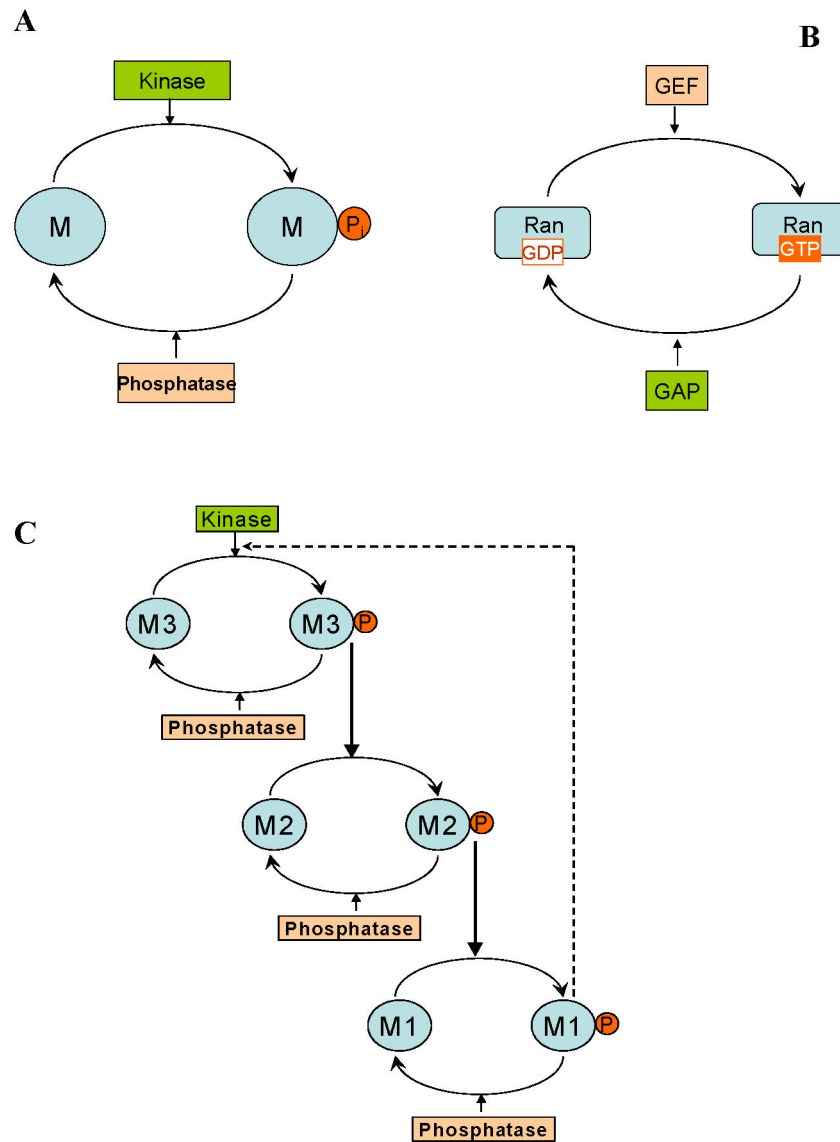 A
B
Kinase
GEF
M
M
Pi
Ran
GDP
Ran
GTP
Phosphatase
GAP
C
Kinase
M3
M3
P
Phosphatase
M2
M2
P
Phosphatase
M1
M1
P
Phosphatase